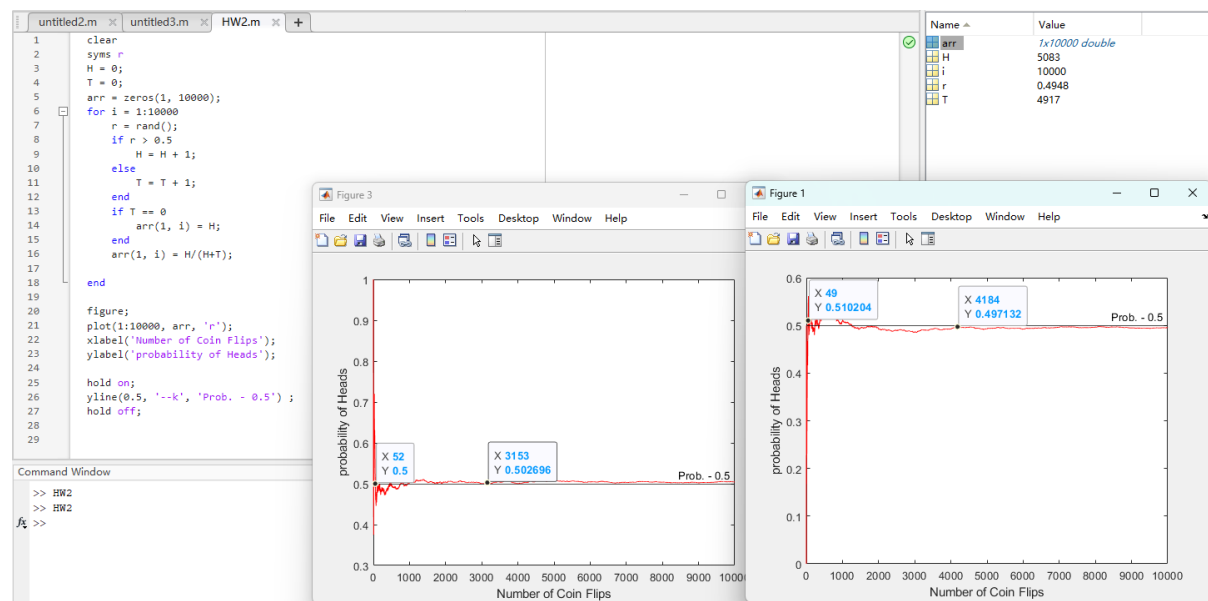 untitled2.m × untitled3.m × HW2.m × +
1 clear
2 syms r
3 H = 0;
4 T = 0;
5 arr = zeros(1, 10000);
6 for i = 1:10000
7 r = rand();
8 if r > 0.5
9 H = H + 1;
10 else
11 T = T + 1;
12 end
13 if T == 0
14 arr(1, i) = H;
15 end
16 arr(1, i) = H/(H+T);
17
18 end
19
20 figure;
21 plot(1:10000, arr, 'r');
22 xlabel('Number of Coin Flips');
23 ylabel('probability of Heads');
24
25 hold on;
26 yline(0.5, '--k', 'Prob. - 0.5') ;
27 hold off;
28
29
Command Window
>> HW2
>> HW2
fx >>
Name Value
arr 1x10000 double
H 5083
i 10000
r 0.4948
T 4917
Figure 3
File Edit View Insert Tools Desktop Window Help
1
0.9
0.8
0.7
0.6
0.5
0.4
0.3
probability of Heads
X 52
Y 0.5
X 3153
Y 0.502696
Prob. - 0.5
0 1000 2000 3000 4000 5000 6000 7000 8000 9000 1000
Number of Coin Flips
Figure 1
File Edit View Insert Tools Desktop Window Help
0.6
0.5
0.4
0.3
0.2
0.1
0
probability of Heads
X 49
Y 0.510204
X 4184
Y 0.497132
Prob. - 0.5
0 1000 2000 3000 4000 5000 6000 7000 8000 9000 10000
Number of Coin Flips